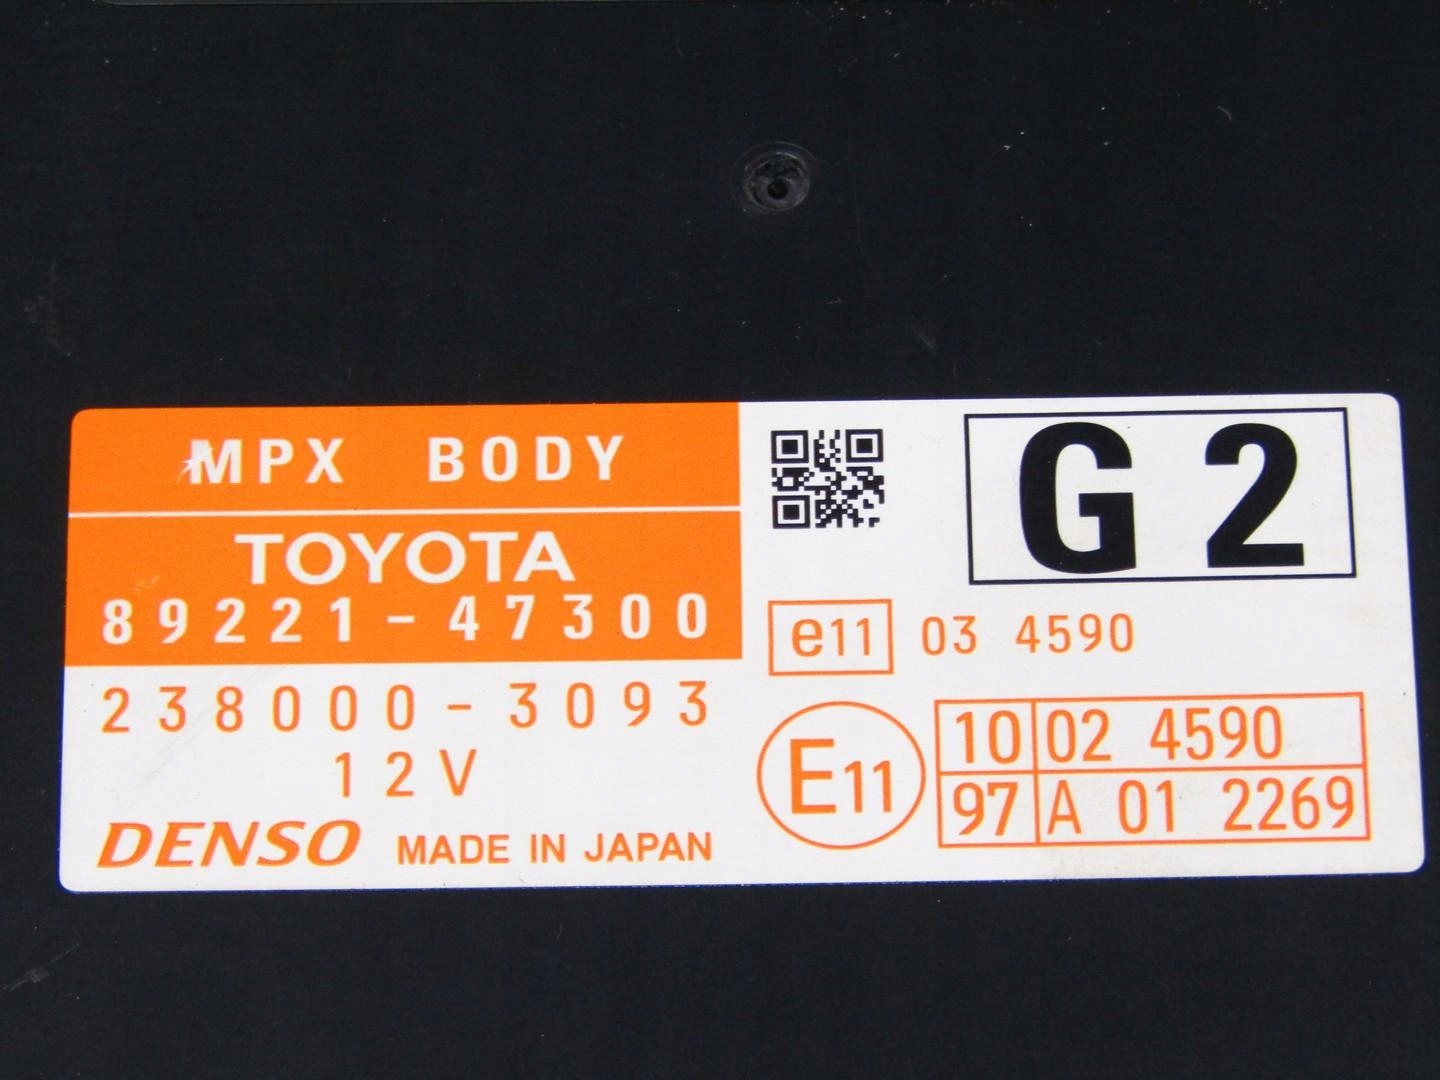 MPX BODY
TOYOTA
89221-47300
238000-3093
12V
DENSO MADE IN JAPAN
G2
e11 03 4590
E11
10 02 4590
97 A 01 2269